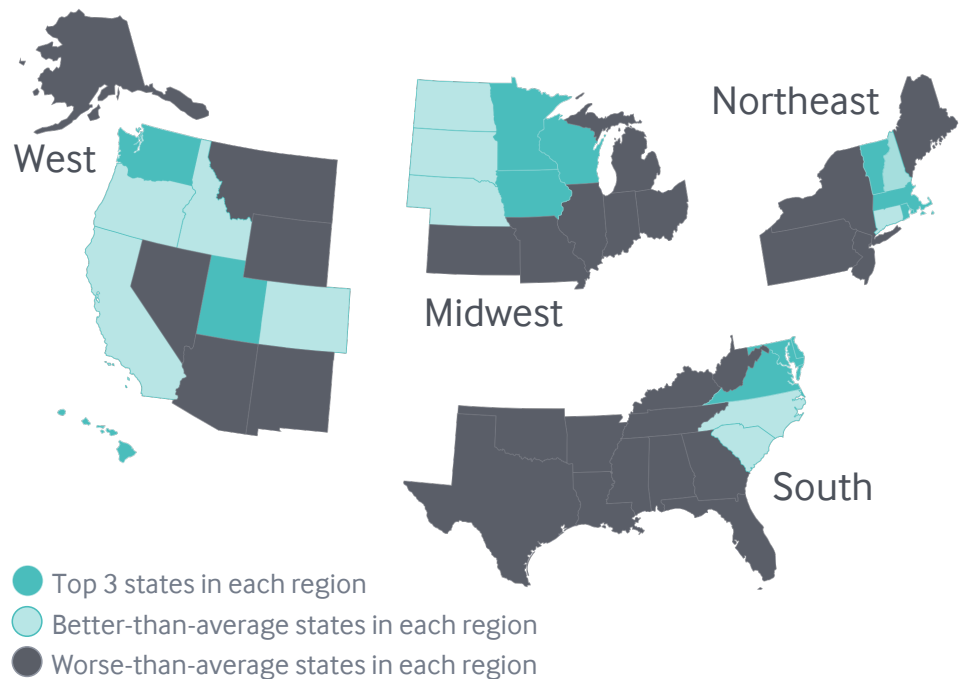 West
Midwest
Northeast
South
Top 3 states in each region
Better-than-average states in each region
Worse-than-average states in each region